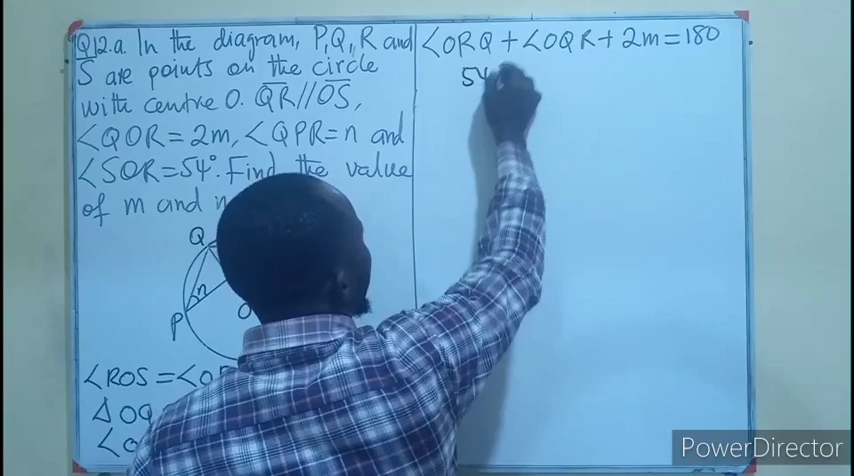 Q12.a. In the diagram, P,Q,R and
S are points on the circle
with centre O. QR//OS,
<QOR=2m, <QPR=n and
<SOR=54°. Find the value
of m and n
Q
n
P
O
<ROS=<O
△OQ
<O
<ORQ+<OQR+2m=180
54
PowerDirector